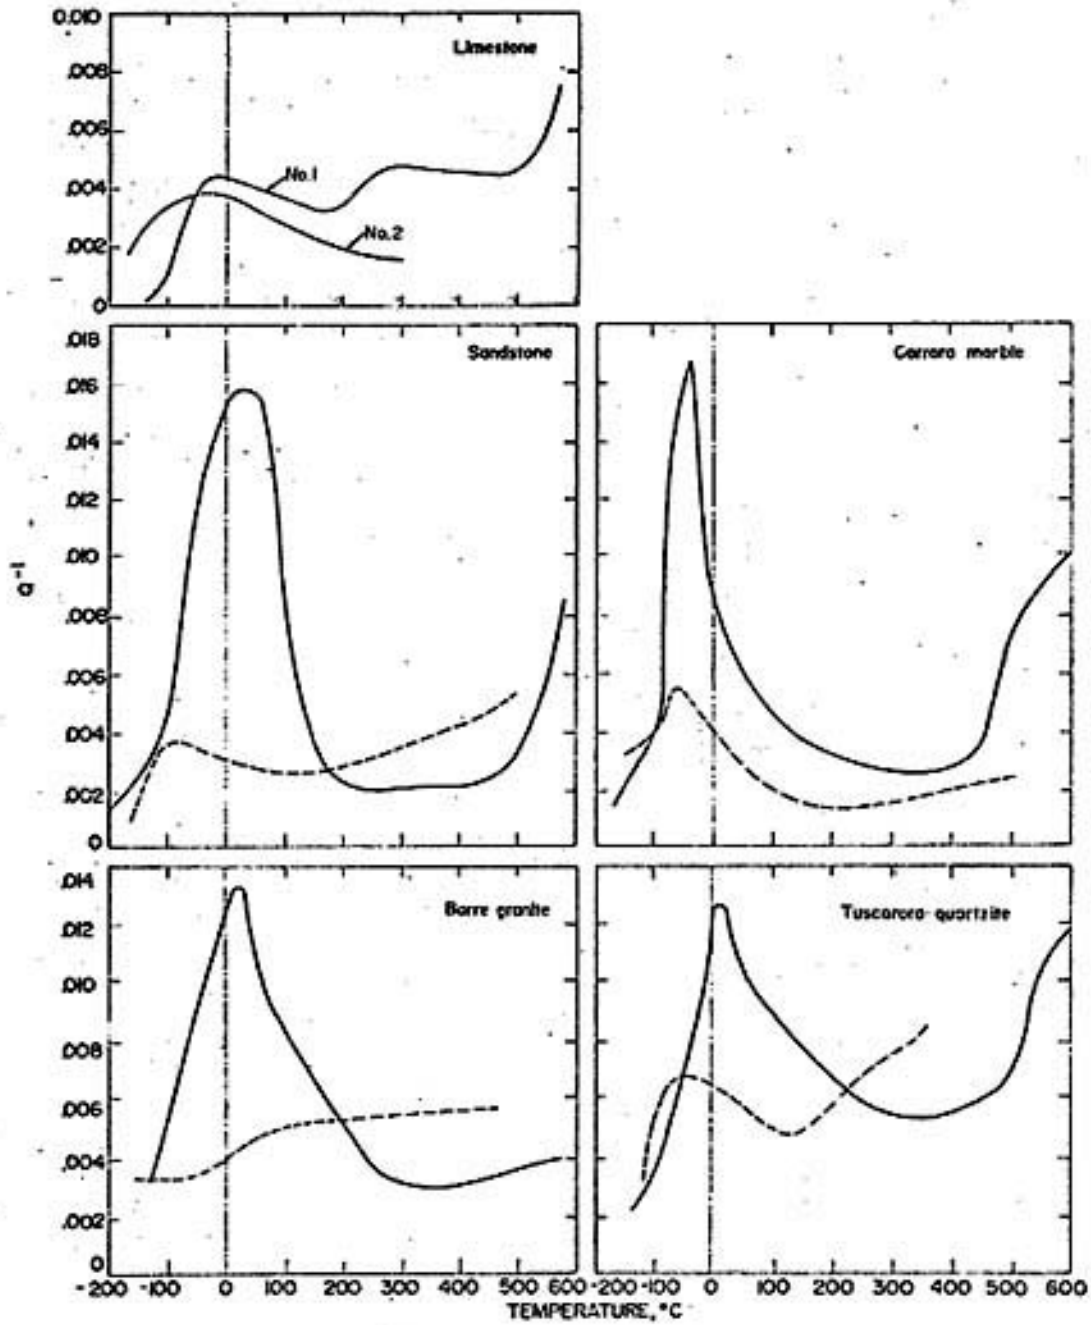 0.010
Limestone
.008
.006
.004
No.1
.002
No.2
0
.018
Sandstone
Carrara marble
.016
.014
.012
.010
Q⁻¹
.008
.006
.004
.002
0
.014
Barre granite
Tuscarora quartzite
.012
.010
.008
.006
.004
.002
0
-200 -100 0 100 200 300 400 500 600 -200 -100 0 100 200 300 400 500 600
TEMPERATURE, °C